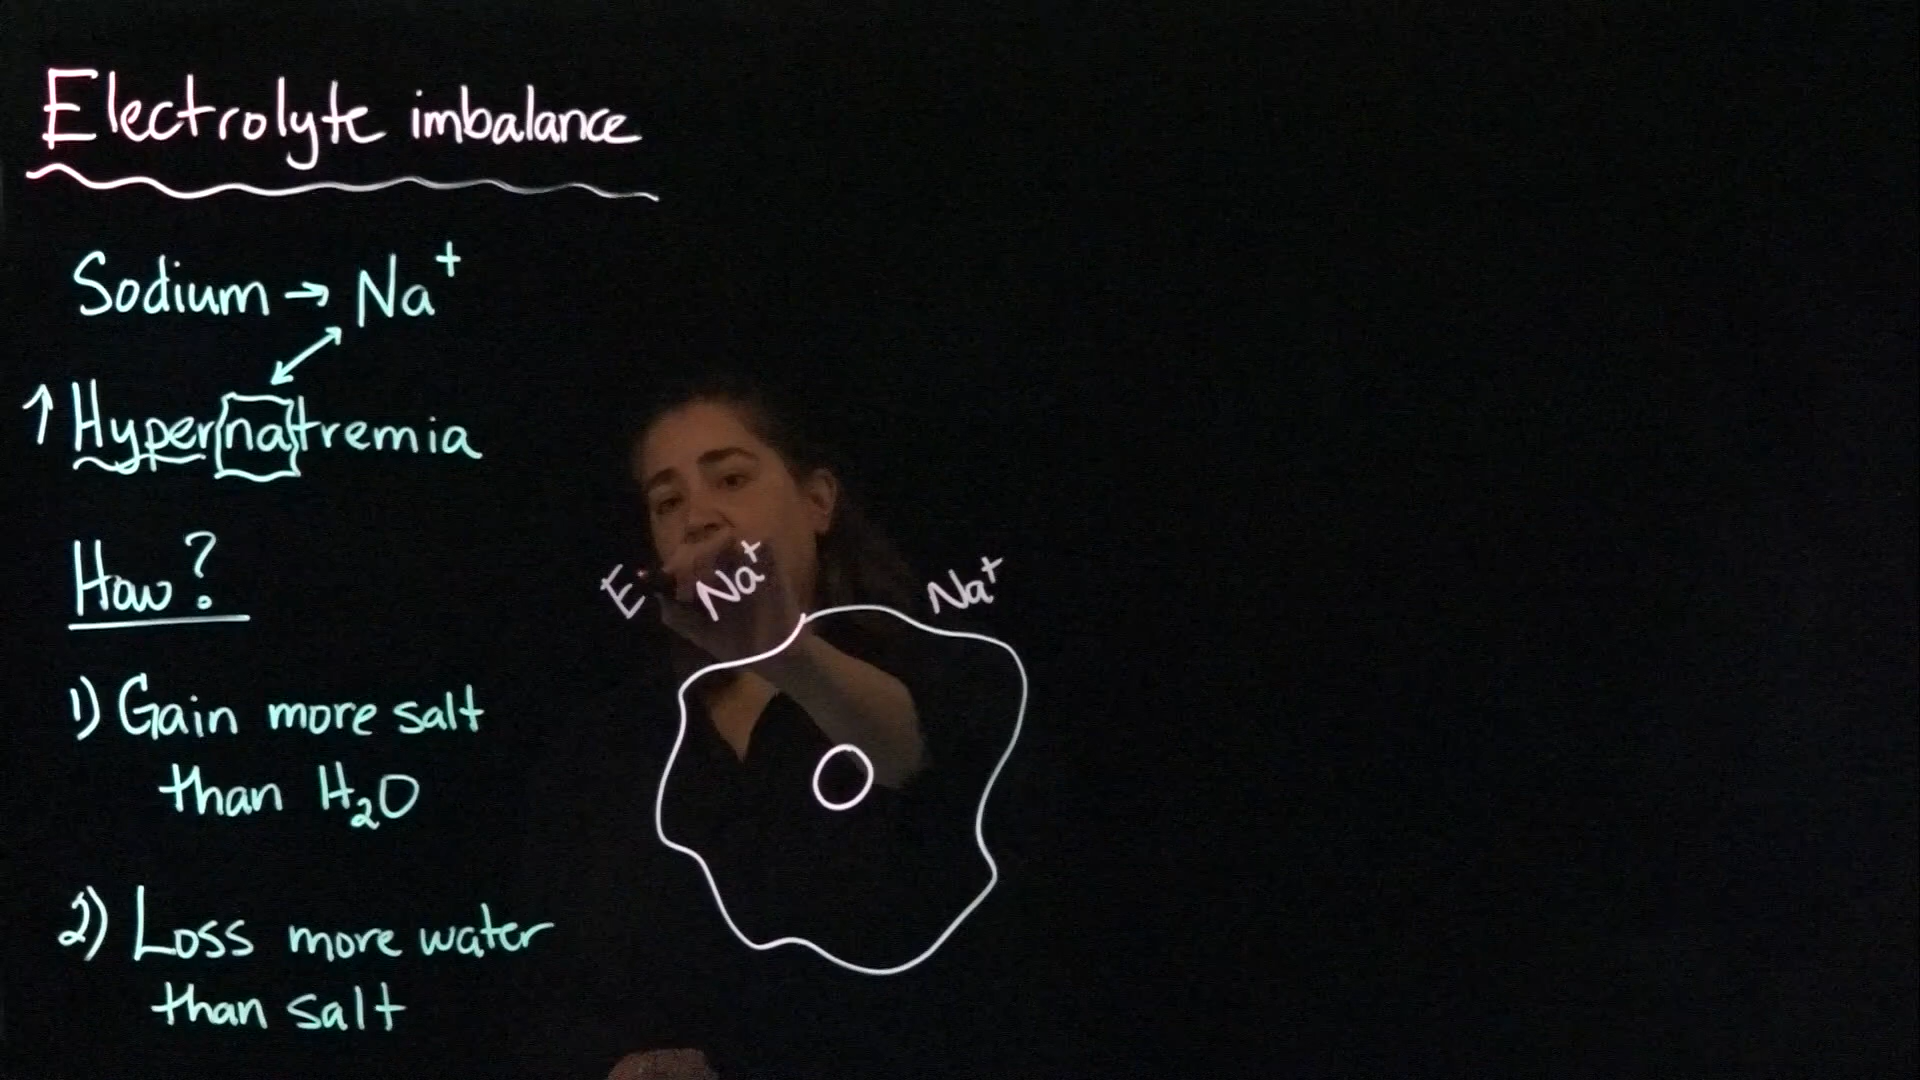 Electrolyte imbalance
Sodium → Na⁺
↑ Hypernatremia
How?
1) Gain more salt
than H₂O
2) Loss more water
than salt
E Na⁺ Na⁺